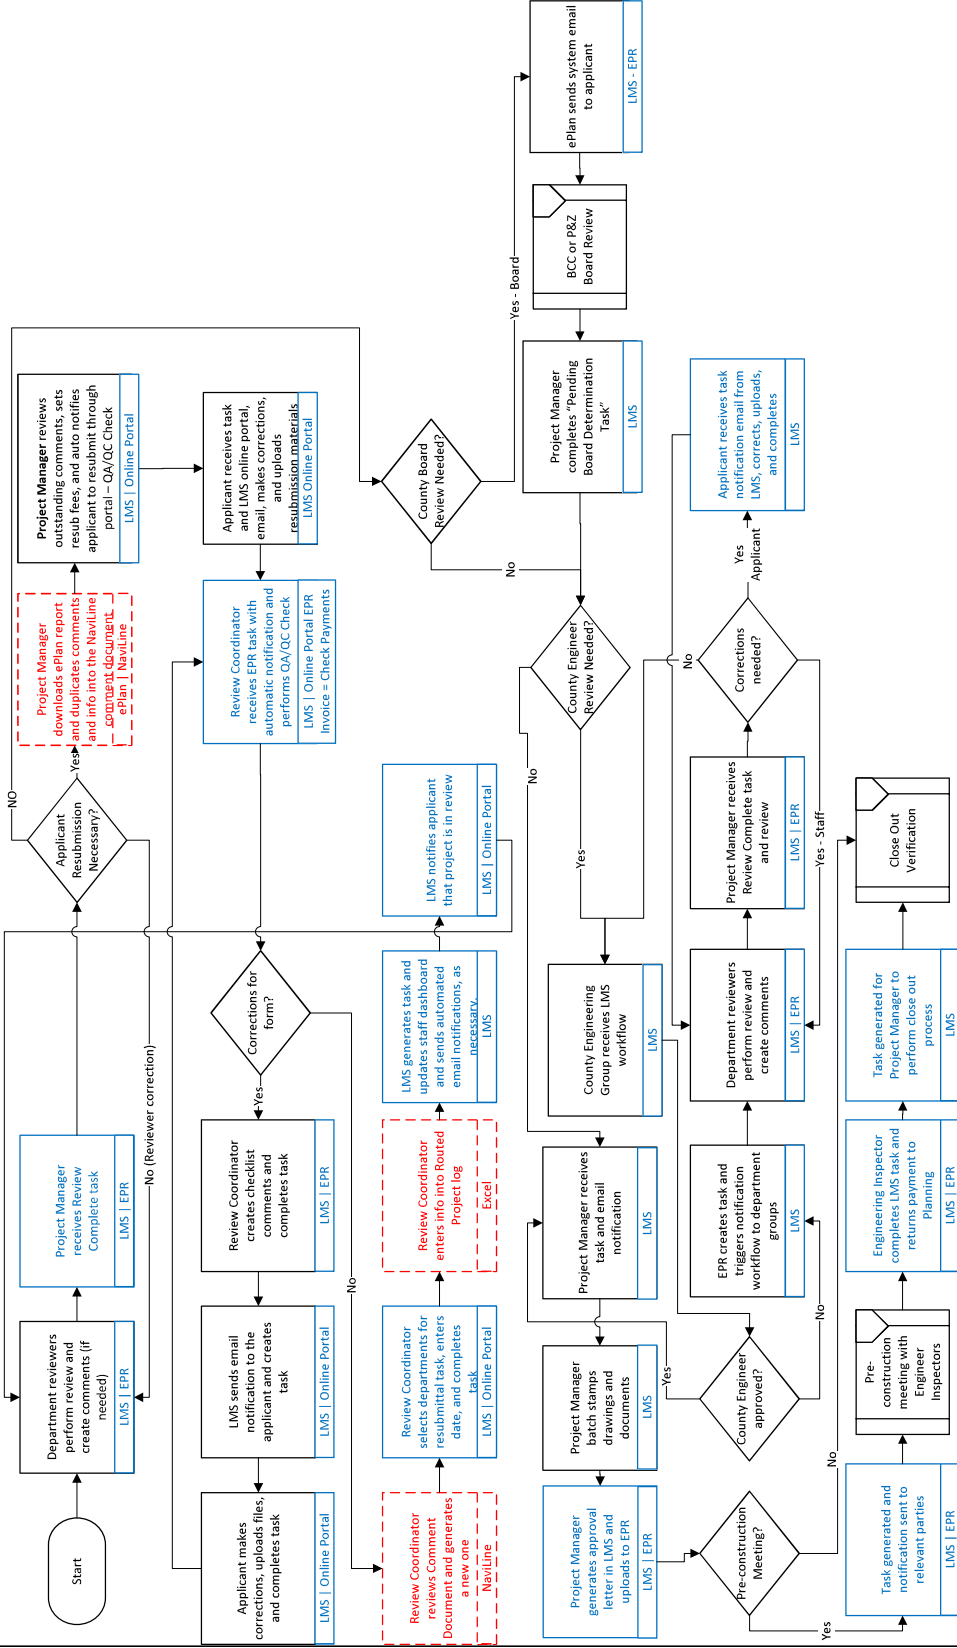 Start
Department reviewers
perform review and
create comments (if
needed)
LMS | EPR
Project Manager
receives Review
Complete task
LMS | EPR
No (Reviewer correction)
Applicant
Resubmission
Necessary?
NO
Yes
Project Manager
downloads ePlan report
and duplicates comments
and info into the NaviLine
comment document
ePlan | NaviLine
Project Manager reviews
outstanding comments, sets
resub fees, and auto notifies
applicant to resubmit through
portal – QA/QC Check
LMS | Online Portal
Applicant makes
corrections, uploads files,
and completes task
LMS | Online Portal
LMS sends email
notification to the
applicant and creates
task
LMS | Online Portal
Review Coordinator
creates checklist
comments and
completes task
LMS | EPR
Yes
Corrections for
form?
No
Review Coordinator
receives EPR task with
automatic notification and
performs QA/QC Check
LMS | Online Portal EPR
Invoice = Check Payments
Applicant receives task
and LMS online portal,
email, makes corrections,
and uploads
resubmission materials
LMS Online Portal
Review Coordinator
reviews Comment
Document and generates
a new one
NaviLine
Review Coordinator
selects departments for
resubmittal task, enters
date, and completes
task
LMS | Online Portal
Review Coordinator
enters info into Routed
Project log
Excel
LMS generates task and
updates staff dashboard
and sends automated
email notifications, as
necessary.
LMS
LMS notifies applicant
that project is in review
LMS | Online Portal
County Board
Review Needed?
No
Yes - Board
ePlan sends system email
to applicant
LMS - EPR
BCC or P&Z
Board Review
Project Manager
completes “Pending
Board Determination
Task”
LMS
County Engineer
Review Needed?
No
Yes
County Engineering
Group receives LMS
workflow
LMS
Project Manager receives
task and email
notification
LMS
Project Manager
batch stamps
drawings and
documents
LMS
Project Manager
generates approval
letter in LMS and
uploads to EPR
LMS | EPR
County Engineer
approved?
Yes
No
EPR creates task and
triggers notification
workflow to department
groups
LMS
Department reviewers
perform review and
create comments
LMS | EPR
Project Manager receives
Review Complete task
and review
LMS | EPR
Corrections
needed?
No
Yes - Staff
Yes
Applicant
Applicant receives task
notification email from
LMS, corrects, uploads,
and completes
LMS
Pre-construction
Meeting?
Yes
No
Task generated and
notification sent to
relevant parties
LMS | EPR
Pre-
construction
meeting with
Engineer
Inspectors
Engineering Inspector
completes LMS task and
returns payment to
Planning
LMS | EPR
Task generated for
Project Manager to
perform close out
process
LMS
Close Out
Verification